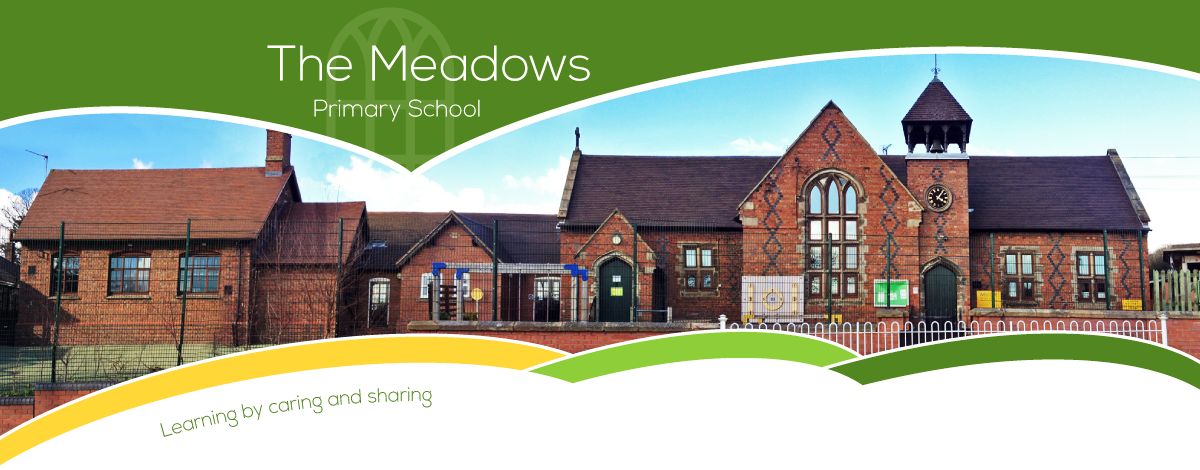 The Meadows
Primary School
Learning by caring and sharing